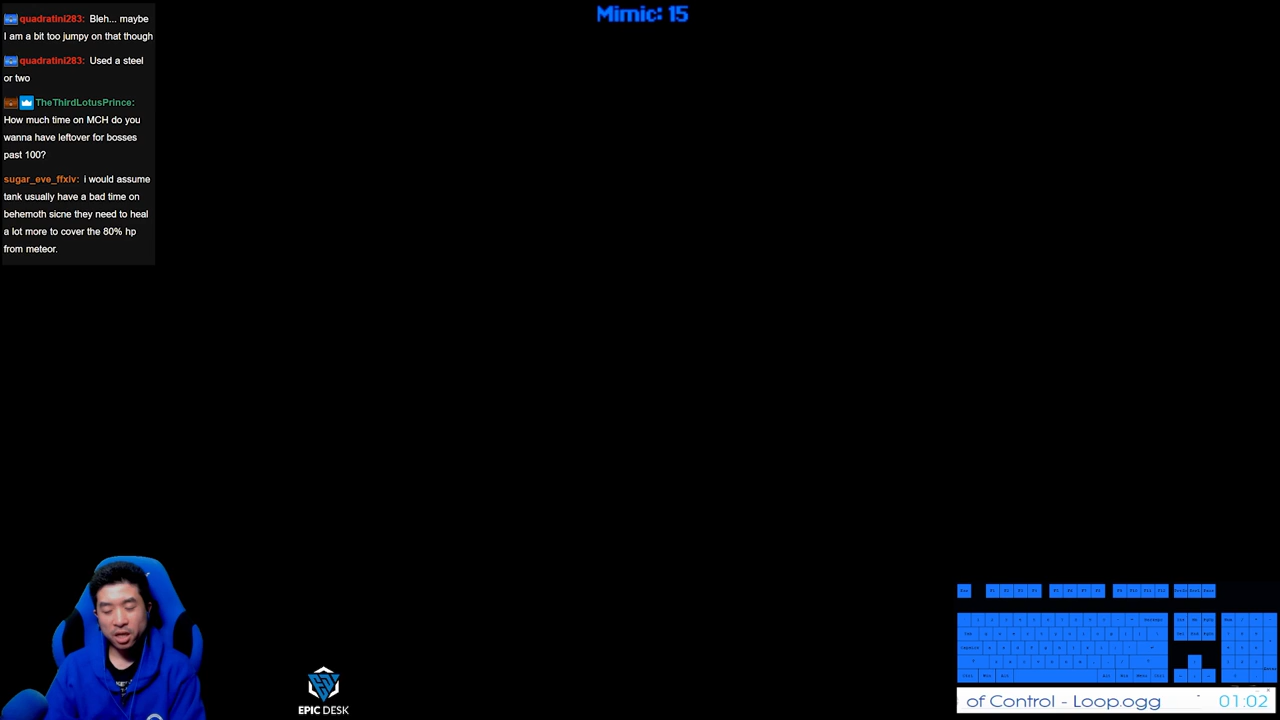 quadratini283: Bleh... maybe
I am a bit too jumpy on that though
quadratini283: Used a steel
or two
TheThirdLotusPrince:
How much time on MCH do you
wanna have leftover for bosses
past 100?
sugar_eve_ffxiv: i would assume
tank usually have a bad time on
behemoth sicne they need to heal
a lot more to cover the 80% hp
from meteor.
Mimic: 15
EPIC DESK
of Control - Loop.ogg
01:02